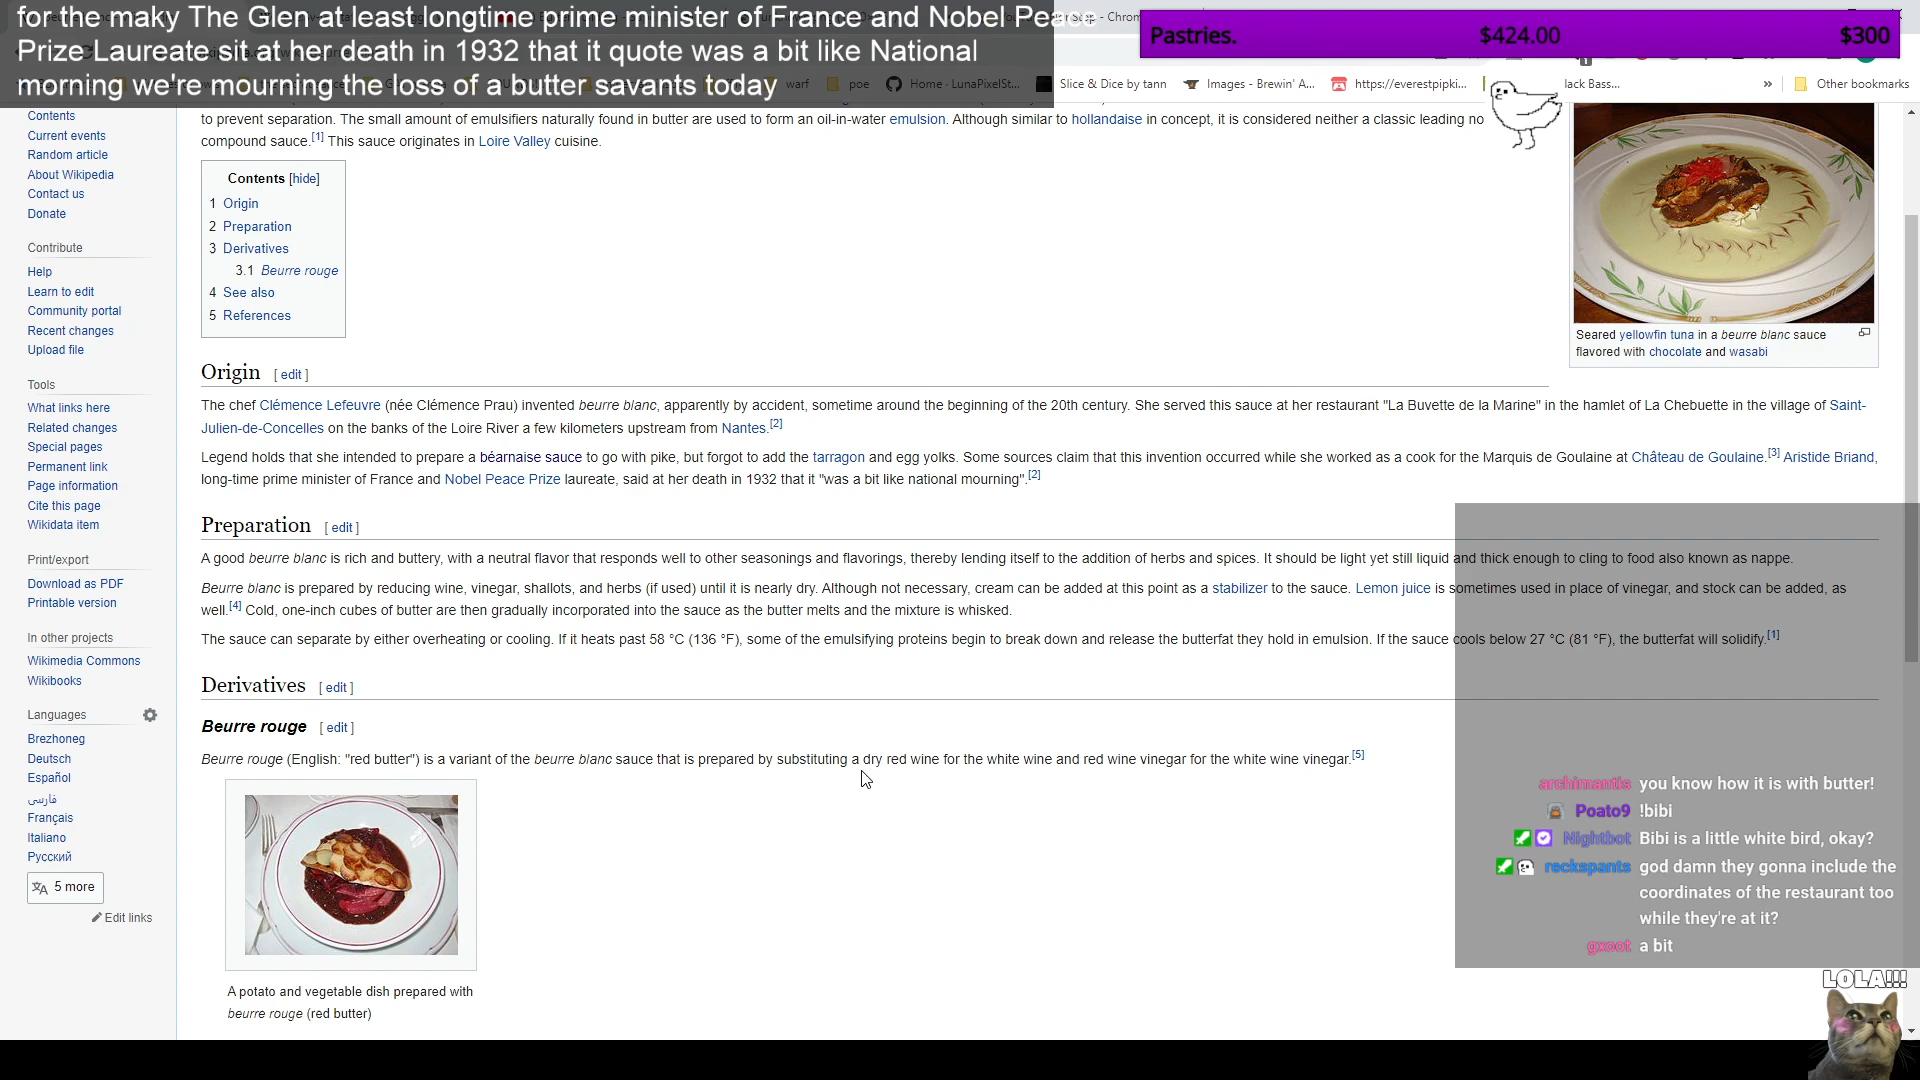 for the maky The Glen at least longtime prime minister of France and Nobel Peace
Prize Laureate sit at her death in 1932 that it quote was a bit like National
morning we're mourning the loss of a butter savants today
Pastries. $424.00 $300
warf poe Home · LunaPixelSt... Slice & Dice by tann Images - Brewin' A... https://everestpipki... lack Bass... » Other bookmarks
to prevent separation. The small amount of emulsifiers naturally found in butter are used to form an oil-in-water emulsion. Although similar to hollandaise in concept, it is considered neither a classic leading no
compound sauce.[1] This sauce originates in Loire Valley cuisine.
Contents
Current events
Random article
About Wikipedia
Contact us
Donate
Contribute
Help
Learn to edit
Community portal
Recent changes
Upload file
Tools
What links here
Related changes
Special pages
Permanent link
Page information
Cite this page
Wikidata item
Print/export
Download as PDF
Printable version
In other projects
Wikimedia Commons
Wikibooks
Languages
Brezhoneg
Deutsch
Español
فارسی
Français
Italiano
Русский
5 more
Edit links
Contents [hide]
1 Origin
2 Preparation
3 Derivatives
3.1 Beurre rouge
4 See also
5 References
Seared yellowfin tuna in a beurre blanc sauce
flavored with chocolate and wasabi
Origin [ edit ]
The chef Clémence Lefeuvre (née Clémence Prau) invented beurre blanc, apparently by accident, sometime around the beginning of the 20th century. She served this sauce at her restaurant "La Buvette de la Marine" in the hamlet of La Chebuette in the village of Saint-
Julien-de-Concelles on the banks of the Loire River a few kilometers upstream from Nantes.[2]
Legend holds that she intended to prepare a béarnaise sauce to go with pike, but forgot to add the tarragon and egg yolks. Some sources claim that this invention occurred while she worked as a cook for the Marquis de Goulaine at Château de Goulaine.[3] Aristide Briand,
long-time prime minister of France and Nobel Peace Prize laureate, said at her death in 1932 that it "was a bit like national mourning".[2]
Preparation [ edit ]
A good beurre blanc is rich and buttery, with a neutral flavor that responds well to other seasonings and flavorings, thereby lending itself to the addition of herbs and spices. It should be light yet still liquid and thick enough to cling to food also known as nappe.
Beurre blanc is prepared by reducing wine, vinegar, shallots, and herbs (if used) until it is nearly dry. Although not necessary, cream can be added at this point as a stabilizer to the sauce. Lemon juice is sometimes used in place of vinegar, and stock can be added, as
well.[4] Cold, one-inch cubes of butter are then gradually incorporated into the sauce as the butter melts and the mixture is whisked.
The sauce can separate by either overheating or cooling. If it heats past 58 °C (136 °F), some of the emulsifying proteins begin to break down and release the butterfat they hold in emulsion. If the sauce cools below 27 °C (81 °F), the butterfat will solidify.[1]
Derivatives [ edit ]
Beurre rouge [ edit ]
Beurre rouge (English: "red butter") is a variant of the beurre blanc sauce that is prepared by substituting a dry red wine for the white wine and red wine vinegar for the white wine vinegar.[5]
A potato and vegetable dish prepared with
beurre rouge (red butter)
archimantis you know how it is with butter!
Poato9 !bibi
Nightbot Bibi is a little white bird, okay?
reckspants god damn they gonna include the
coordinates of the restaurant too
while they're at it?
gxoot a bit
LOLA!!!